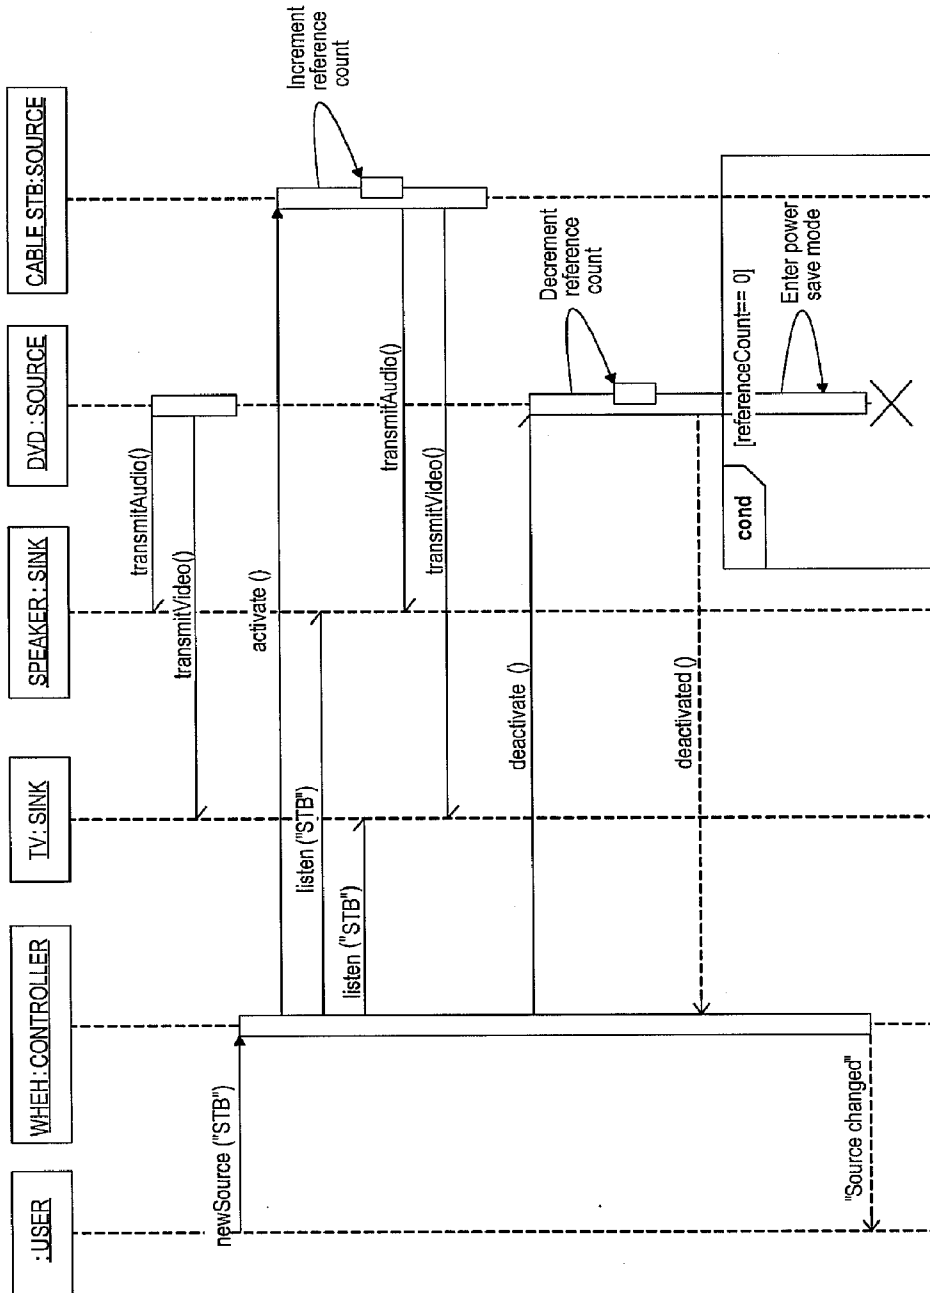 : USER
WHEH : CONTROLLER
TV : SINK
SPEAKER : SINK
DVD : SOURCE
CABLE STB:SOURCE
transmitAudio()
transmitVideo()
newSource ("STB")
activate ()
Increment
reference
count
listen ("STB")
listen ("STB")
transmitAudio()
transmitVideo()
deactivate ()
Decrement
reference
count
deactivated ()
cond
[referenceCount== 0]
Enter power
save mode
"Source changed"